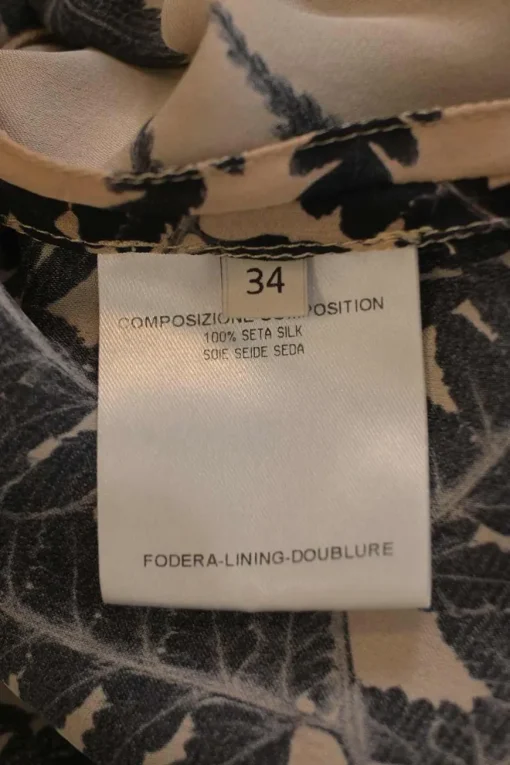 34
COMPOSIZIONE COMPOSITION
100% SETA SILK
SOIE SEIDE SEDA
FODERA-LINING-DOUBLURE